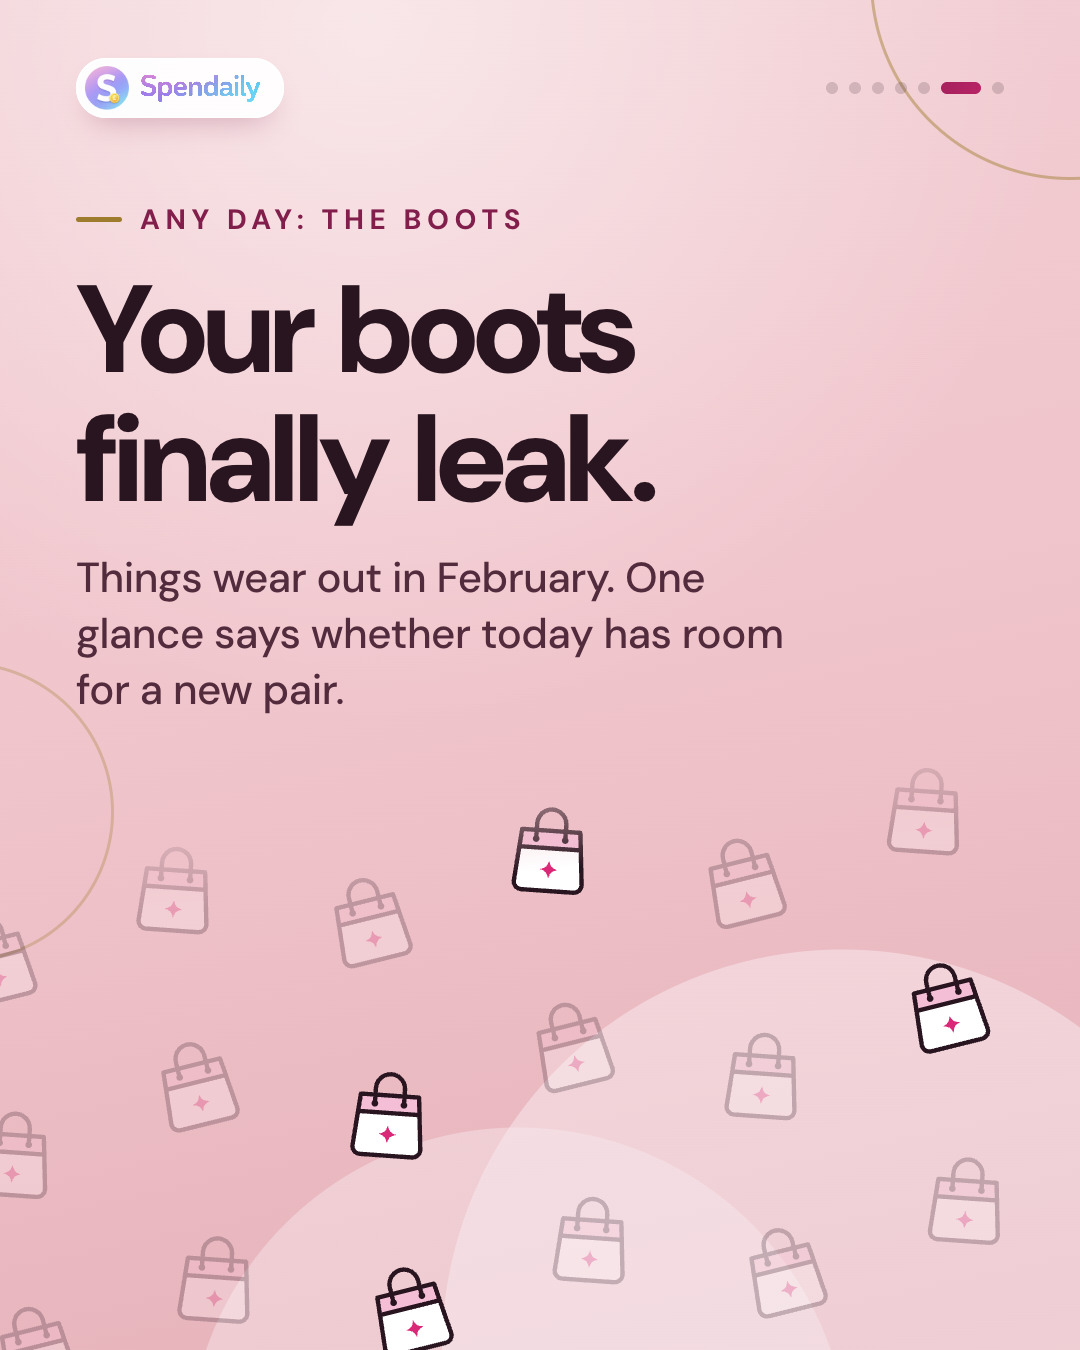 Spendaily
ANY DAY: THE BOOTS
Your boots
finally leak.
Things wear out in February. One
glance says whether today has room
for a new pair.